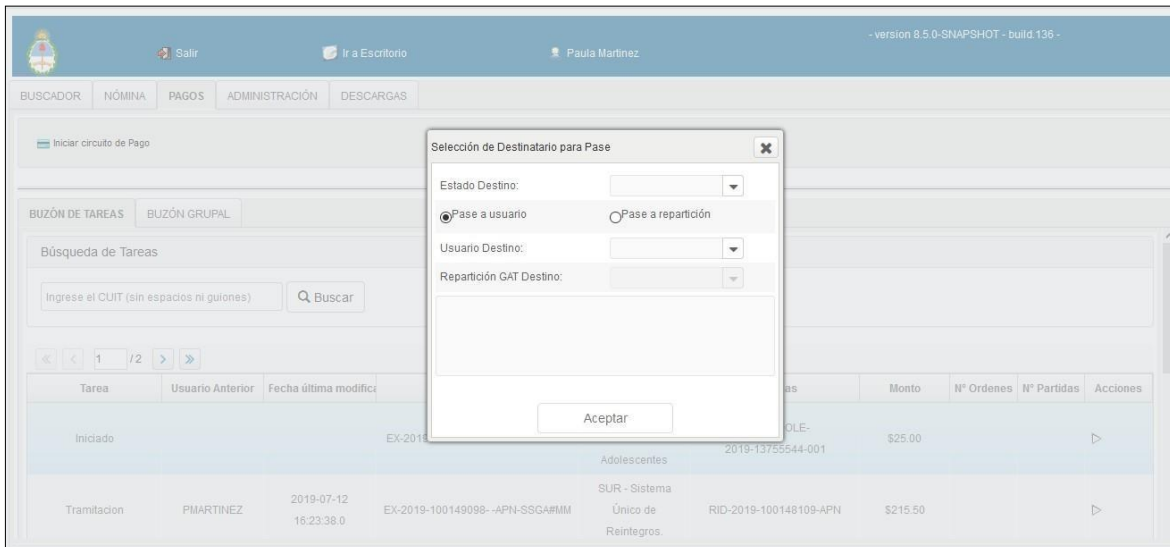 - version 8.5.0-SNAPSHOT - build.136 -
Salir
Ir a Escritorio
Paula Martinez
BUSCADOR
NÓMINA
PAGOS
ADMINISTRACIÓN
DESCARGAS
Iniciar circuito de Pago
Selección de Destinatario para Pase
Estado Destino:
Pase a usuario
Pase a repartición
Usuario Destino:
Repartición GAT Destino:
Aceptar
BUZÓN DE TAREAS
BUZÓN GRUPAL
Búsqueda de Tareas
Ingrese el CUIT (sin espacios ni guiones)
Buscar
1 / 2
Tarea
Usuario Anterior
Fecha última modifica
as
Monto
N° Ordenes
N° Partidas
Acciones
Iniciado
EX-2019
Adolescentes
OLE-
2019-13755544-001
$25.00
Tramitacion
PMARTINEZ
2019-07-12
16:23:38.0
EX-2019-100149098- -APN-SSGA#MM
SUR - Sistema
Único de
Reintegros.
RID-2019-100148109-APN
$215.50